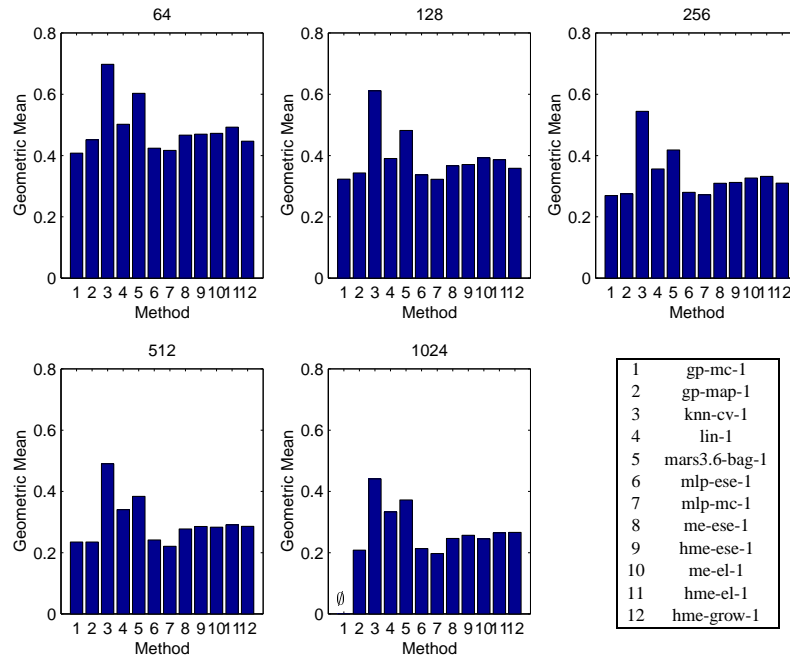 64
0.8
0.6
0.4
0.2
0
Geometric Mean
1 2 3 4 5 6 7 8 9 10 11 12
Method
128
0.8
0.6
0.4
0.2
0
Geometric Mean
1 2 3 4 5 6 7 8 9 10 11 12
Method
256
0.8
0.6
0.4
0.2
0
Geometric Mean
1 2 3 4 5 6 7 8 9 10 11 12
Method
512
0.8
0.6
0.4
0.2
0
Geometric Mean
1 2 3 4 5 6 7 8 9 10 11 12
Method
1024
0.8
0.6
0.4
0.2
0
Geometric Mean
∅
1 2 3 4 5 6 7 8 9 10 11 12
Method
1 gp-mc-1
2 gp-map-1
3 knn-cv-1
4 lin-1
5 mars3.6-bag-1
6 mlp-ese-1
7 mlp-mc-1
8 me-ese-1
9 hme-ese-1
10 me-el-1
11 hme-el-1
12 hme-grow-1